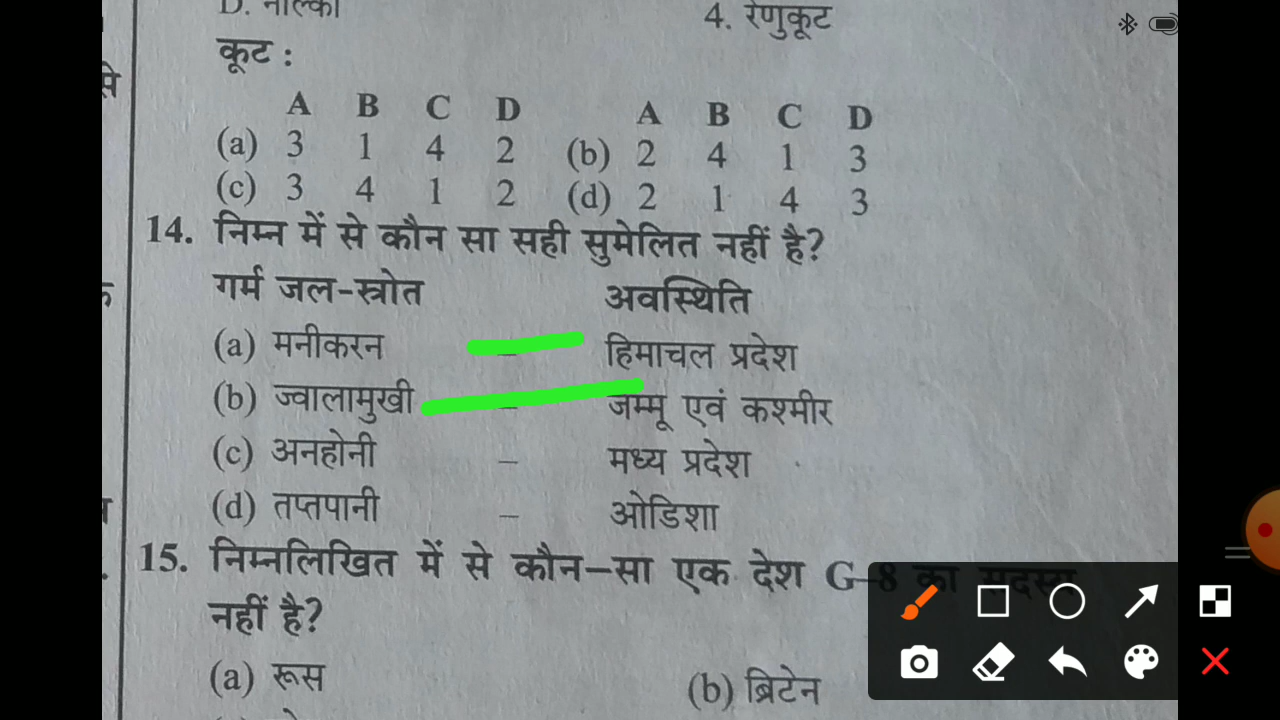 D. नाल्को
4. रेणुकूट
कूट :
A B C D A B C D
(a) 3 1 4 2 (b) 2 4 1 3
(c) 3 4 1 2 (d) 2 1 4 3
14. निम्न में से कौन सा सही सुमेलित नहीं है?
गर्म जल-स्त्रोत अवस्थिति
(a) मनीकरन – हिमाचल प्रदेश
(b) ज्वालामुखी – जम्मू एवं कश्मीर
(c) अनहोनी – मध्य प्रदेश
(d) तप्तपानी – ओडिशा
15. निम्नलिखित में से कौन-सा एक देश G-8 का सदस्य
नहीं है?
(a) रूस (b) ब्रिटेन